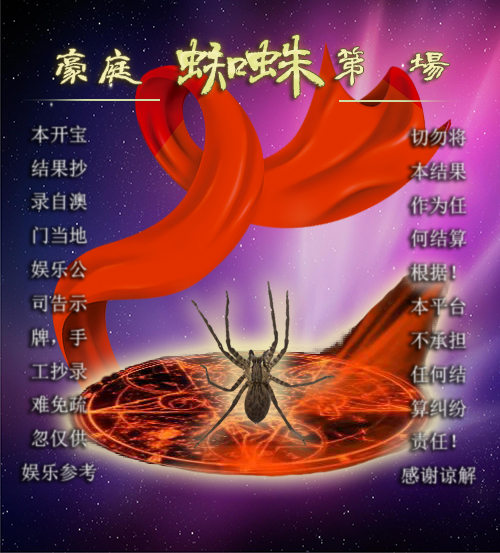 豪庭 蜘蛛 第 場
本开宝
结果抄
录自澳
门当地
娱乐公
司告示
牌，手
工抄录
难免疏
忽仅供
娱乐参考
切勿将
本结果
作为任
何结算
根据！
本平台
不承担
任何结
算纠纷
责任！
感谢谅解